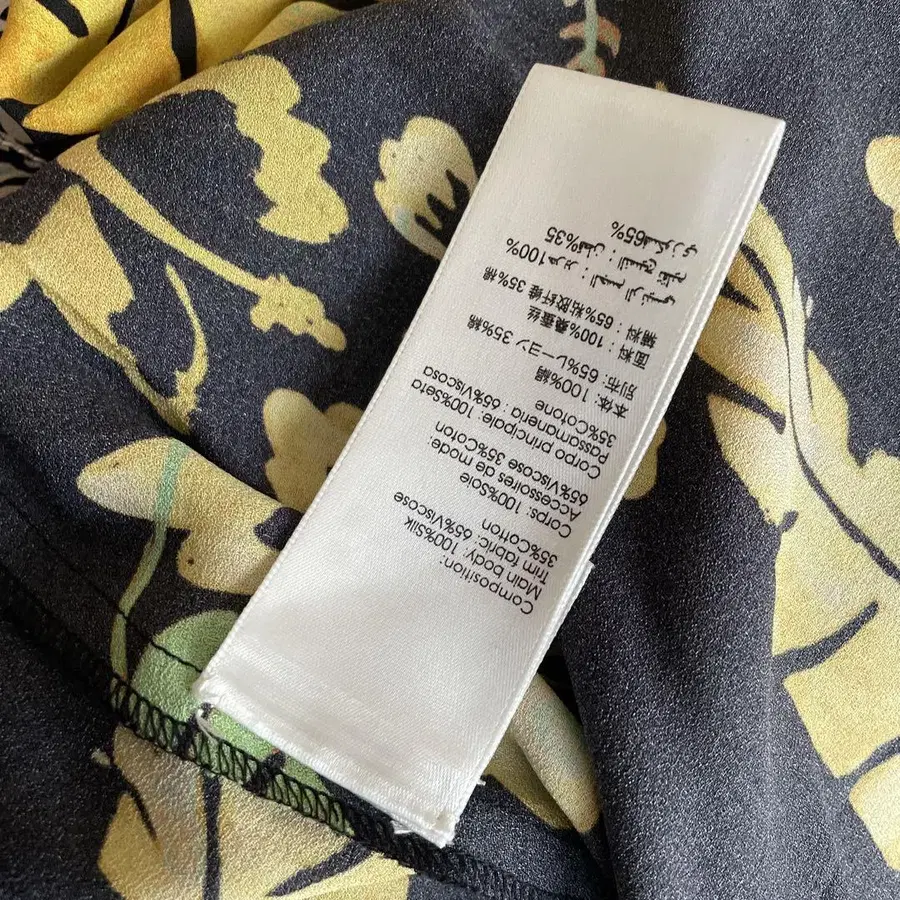 Composition:
Main body: 100%Silk
Trim fabric: 65%Viscose
35%Cotton
Corps: 100%Soie
Accessoires de mode:
65%Viscose 35%Coton
Corpo principale: 100%Seta
Passamaneria : 65%Viscosa
35%Cotone
本体: 100%絹
別布: 65%レーヨン 35%綿
面料 : 100%桑蚕丝
辅料 : 65%粘胶纤维 35%棉
100%
35%
65%